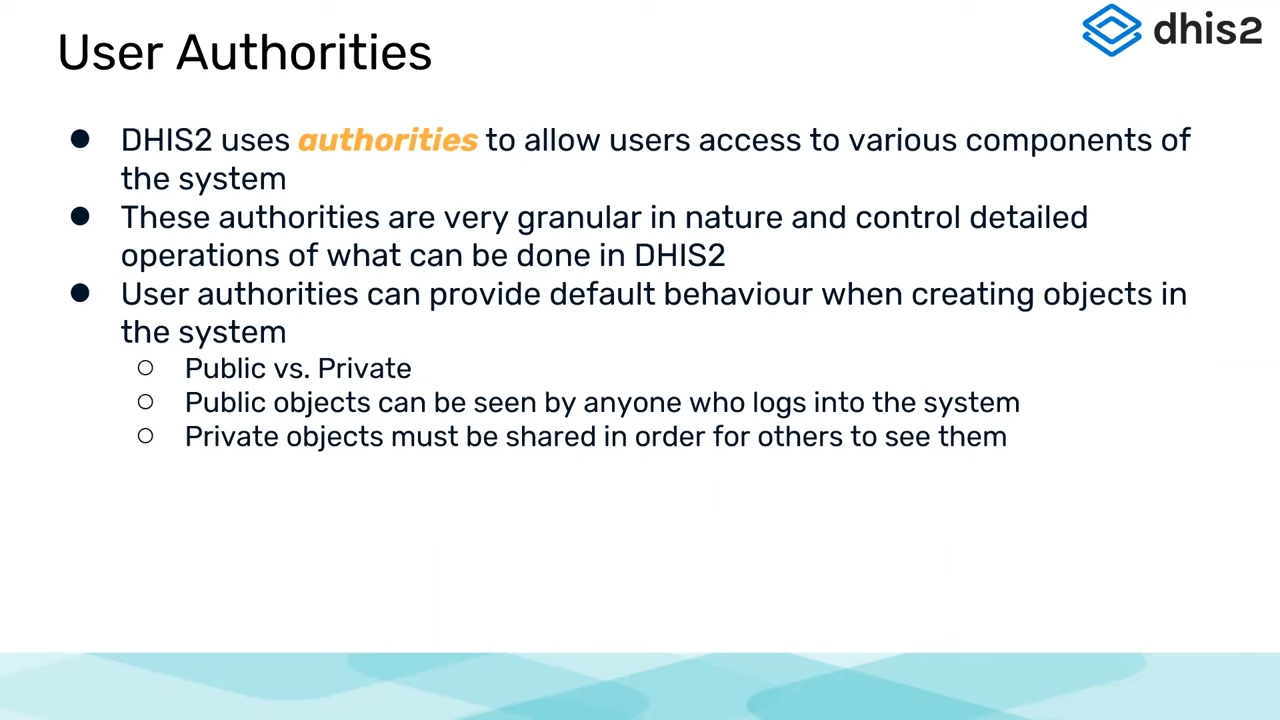 dhis2
User Authorities
● DHIS2 uses authorities to allow users access to various components of
the system
● These authorities are very granular in nature and control detailed
operations of what can be done in DHIS2
● User authorities can provide default behaviour when creating objects in
the system
○ Public vs. Private
○ Public objects can be seen by anyone who logs into the system
○ Private objects must be shared in order for others to see them